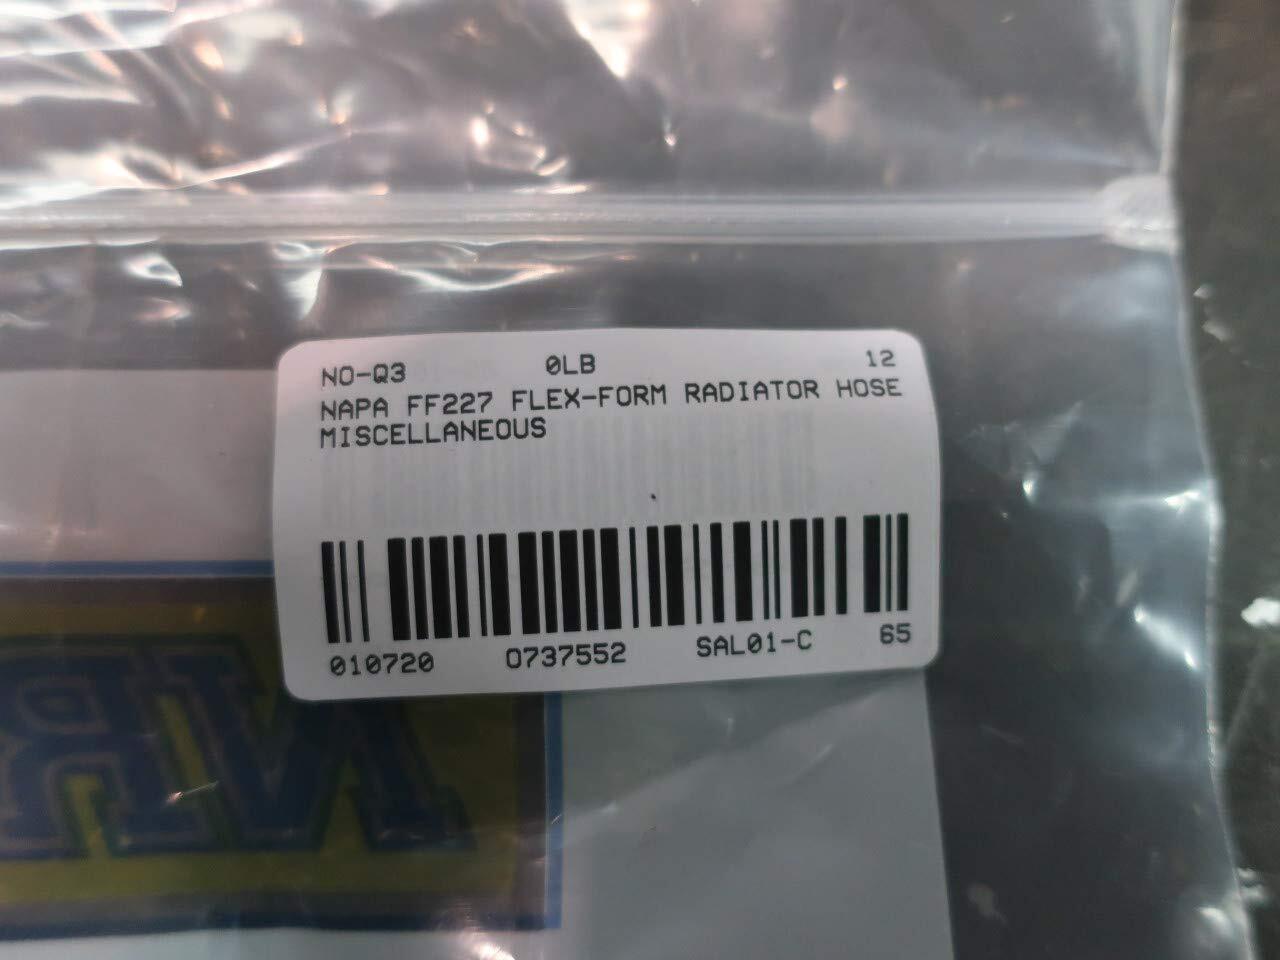 NO-Q3 0LB 12
NAPA FF227 FLEX-FORM RADIATOR HOSE
MISCELLANEOUS
010720 0737552 SAL01-C 65